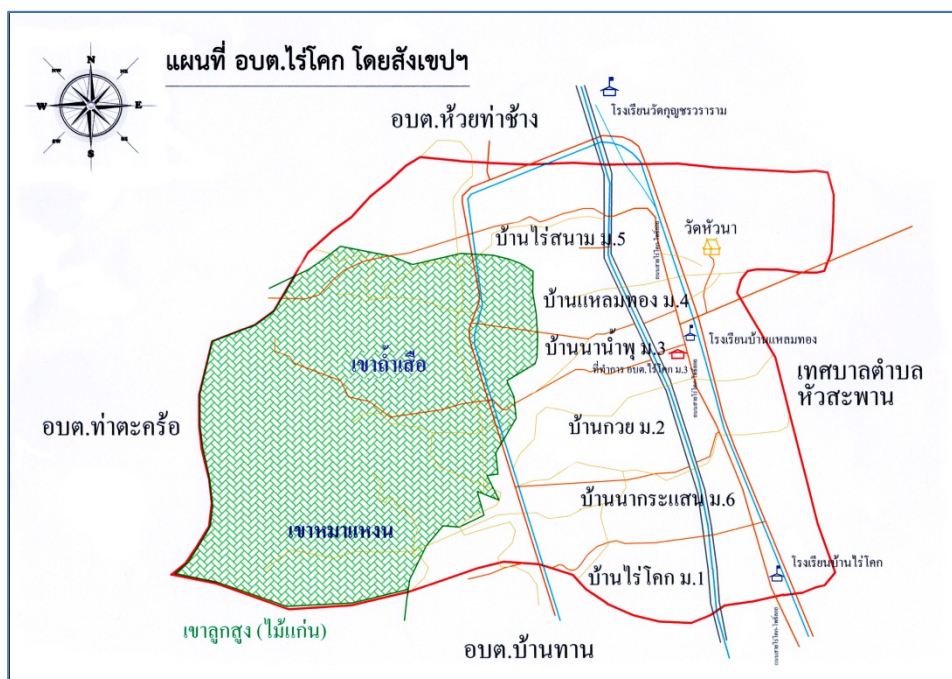 แผนที่ อบต.ไร่โคก โดยสังเขปฯ
N
W
E
S
โรงเรียนวัดกุญชรวราราม
อบต.ห้วยท่าช้าง
บ้านไร่สนาม ม.5
วัดหัวนา
บ้านแหลมทอง ม.4
บ้านนาน้ำพุ ม.3
โรงเรียนบ้านแหลมทอง
เขาถ้ำเสือ
ที่ทำการ อบต.ไร่โคก ม.3
เทศบาลตำบล
หัวสะพาน
อบต.ท่าตะคร้อ
บ้านกวย ม.2
บ้านนากระแสน ม.6
เขาหมาแหงน
โรงเรียนบ้านไร่โคก
บ้านไร่โคก ม.1
เขาลูกสูง (ไม้แก่น)
อบต.บ้านทาน